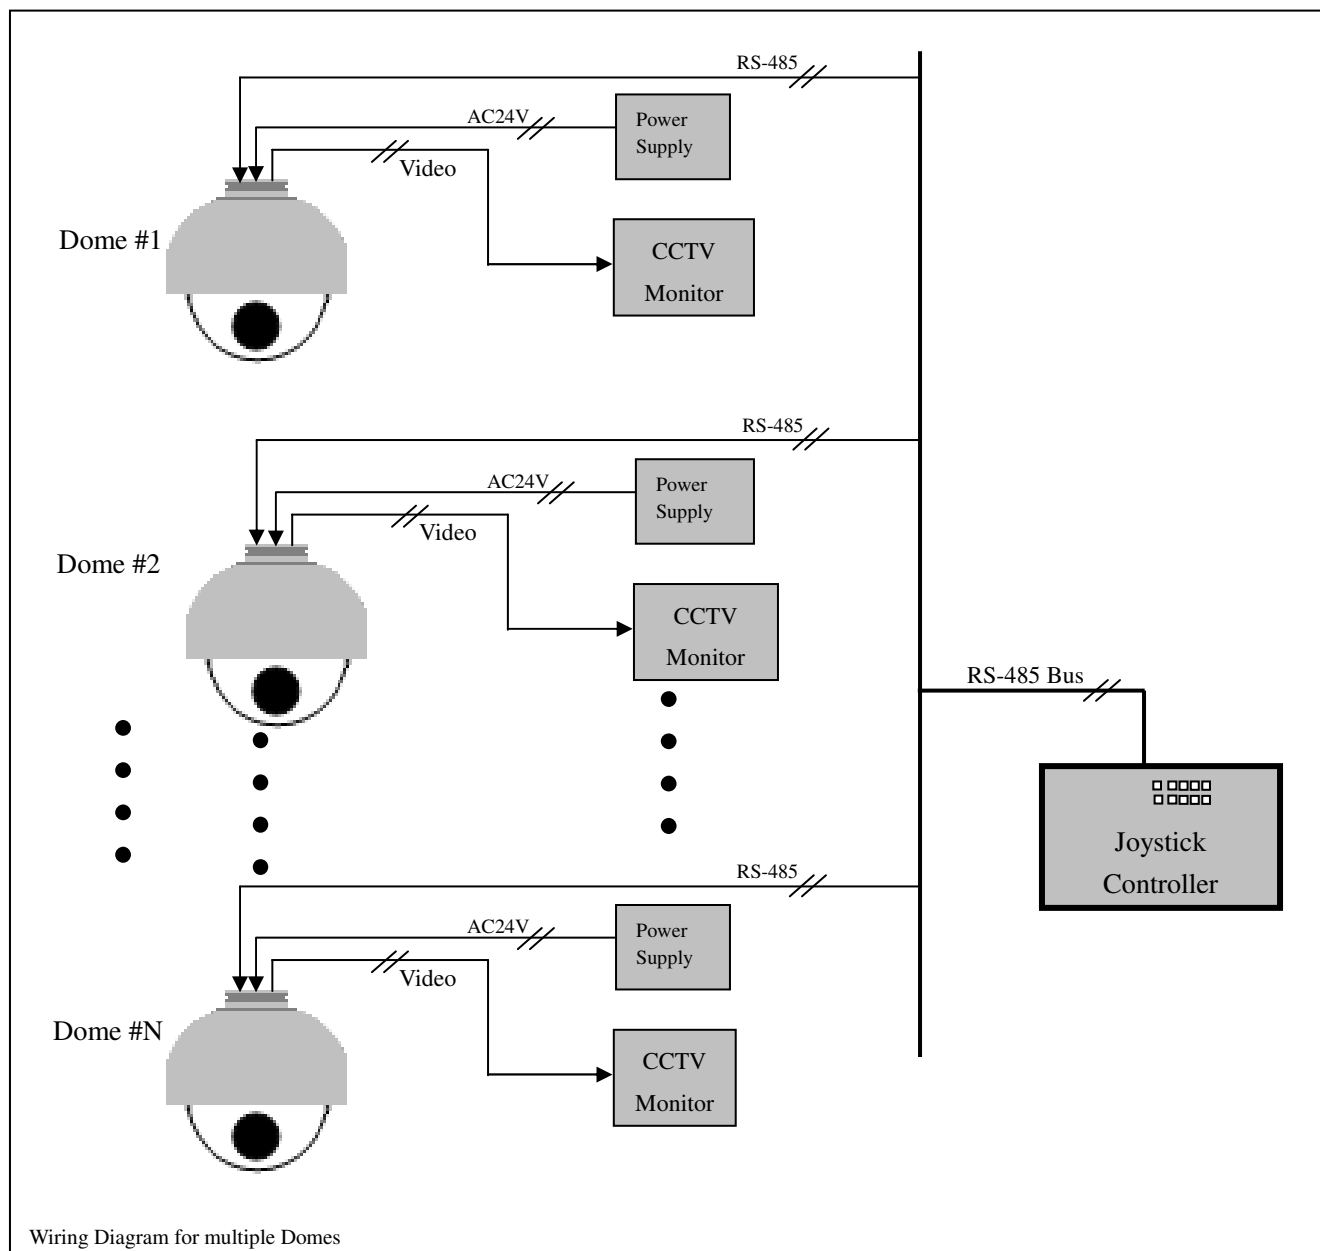 RS-485
AC24V
Power
Supply
Video
Dome #1
CCTV
Monitor
RS-485
AC24V
Power
Supply
Video
Dome #2
CCTV
Monitor
RS-485 Bus
Joystick
Controller
RS-485
AC24V
Power
Supply
Video
Dome #N
CCTV
Monitor
Wiring Diagram for multiple Domes